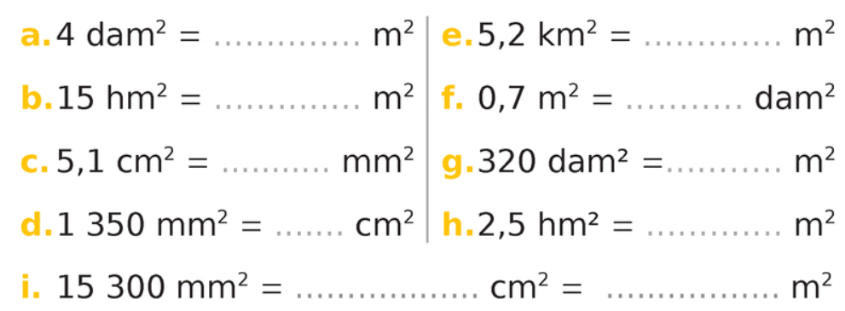 a. 4 dam² = .............. m²
b. 15 hm² = .............. m²
c. 5,1 cm² = ........... mm²
d. 1 350 mm² = ....... cm²
e. 5,2 km² = ............. m²
f. 0,7 m² = ........... dam²
g. 320 dam² =........... m²
h. 2,5 hm² = ............. m²
i. 15 300 mm² = .................. cm² = ................. m²